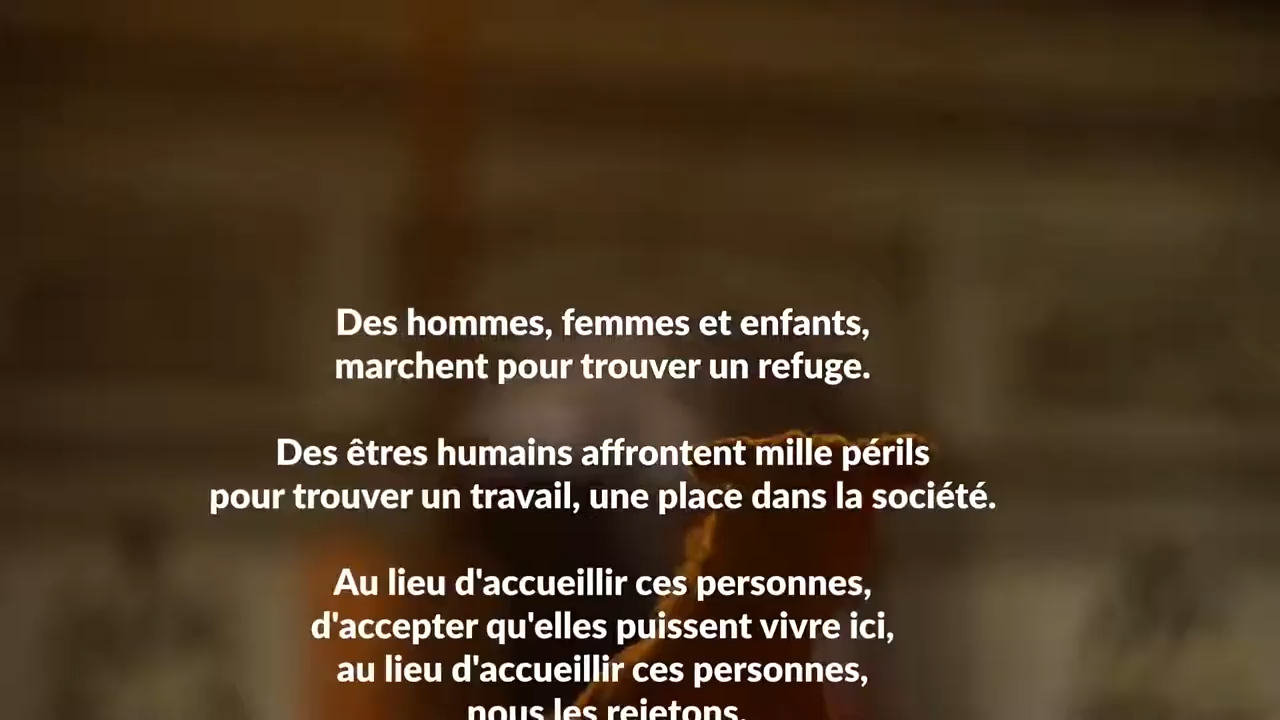 Des hommes, femmes et enfants,
marchent pour trouver un refuge.
Des êtres humains affrontent mille périls
pour trouver un travail, une place dans la société.
Au lieu d'accueillir ces personnes,
d'accepter qu'elles puissent vivre ici,
au lieu d'accueillir ces personnes,
nous les rejetons.